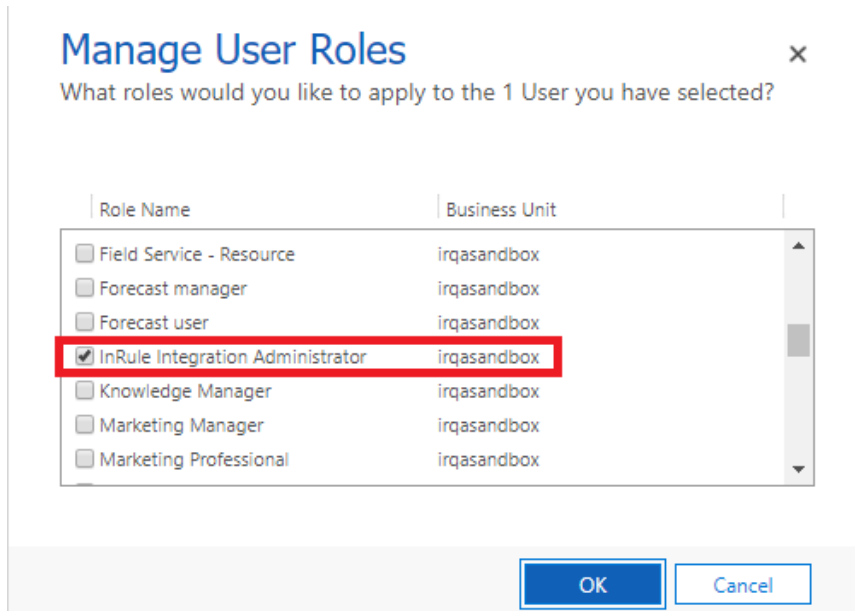 Manage User Roles
What roles would you like to apply to the 1 User you have selected?
Role Name Business Unit
Field Service - Resource irqasandbox
Forecast manager irqasandbox
Forecast user irqasandbox
InRule Integration Administrator irqasandbox
Knowledge Manager irqasandbox
Marketing Manager irqasandbox
Marketing Professional irqasandbox
OK Cancel